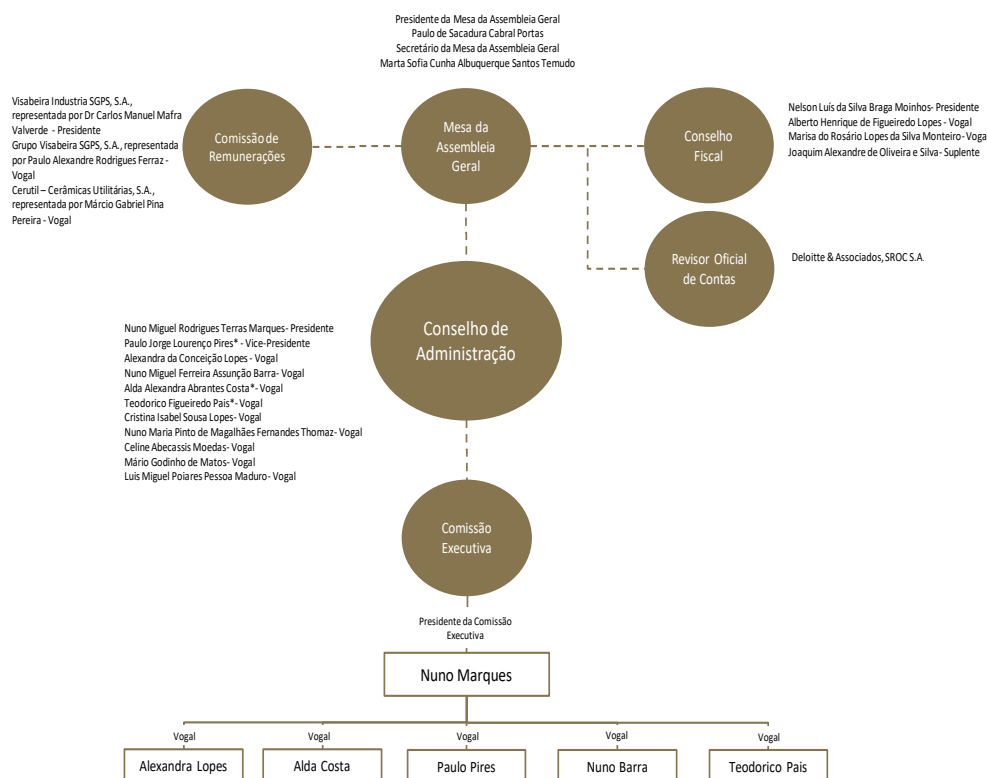 Presidente da Mesa da Assembleia Geral
Paulo de Sacadura Cabral Portas
Secretário da Mesa da Assembleia Geral
Marta Sofia Cunha Albuquerque Santos Temudo
Visabeira Industria SGPS, S.A.,
representada por Dr Carlos Manuel Mafra
Valverde - Presidente
Grupo Visabeira SGPS, S.A., representada
por Paulo Alexandre Rodrigues Ferraz -
Vogal
Cerutil – Cerâmicas Utilitárias, S.A.,
representada por Márcio Gabriel Pina
Pereira - Vogal
Comissão de
Remunerações
Mesa da
Assembleia
Geral
Conselho
Fiscal
Nelson Luís da Silva Braga Moinhos- Presidente
Alberto Henrique de Figueiredo Lopes - Vogal
Marisa do Rosário Lopes da Silva Monteiro - Voga
Joaquim Alexandre de Oliveira e Silva- Suplente
Revisor Oficial
de Contas
Deloitte & Associados, SROC S.A.
Conselho de
Administração
Nuno Miguel Rodrigues Terras Marques- Presidente
Paulo Jorge Lourenço Pires* - Vice-Presidente
Alexandra da Conceição Lopes - Vogal
Nuno Miguel Ferreira Assunção Barra- Vogal
Alda Alexandra Abrantes Costa*- Vogal
Teodorico Figueiredo Pais*- Vogal
Cristina Isabel Sousa Lopes- Vogal
Nuno Maria Pinto de Magalhães Fernandes Thomaz- Vogal
Celine Abecassis Moedas- Vogal
Mário Godinho de Matos- Vogal
Luis Miguel Poiares Pessoa Maduro- Vogal
Comissão
Executiva
Presidente da Comissão
Executiva
Nuno Marques
Vogal
Vogal
Vogal
Vogal
Vogal
Alexandra Lopes
Alda Costa
Paulo Pires
Nuno Barra
Teodorico Pais